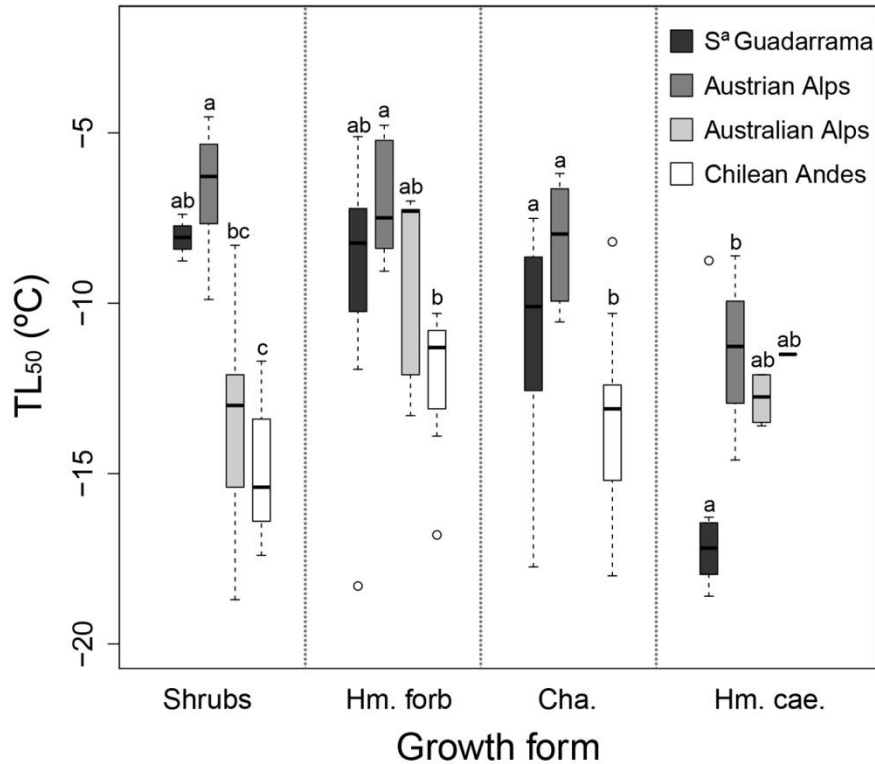 Sª Guadarrama
Austrian Alps
Australian Alps
Chilean Andes
TL50 (ºC)
−5
−10
−15
−20
ab
a
bc
c
ab
a
ab
b
a
a
b
a
b
ab
ab
Shrubs
Hm. forb
Cha.
Hm. cae.
Growth form